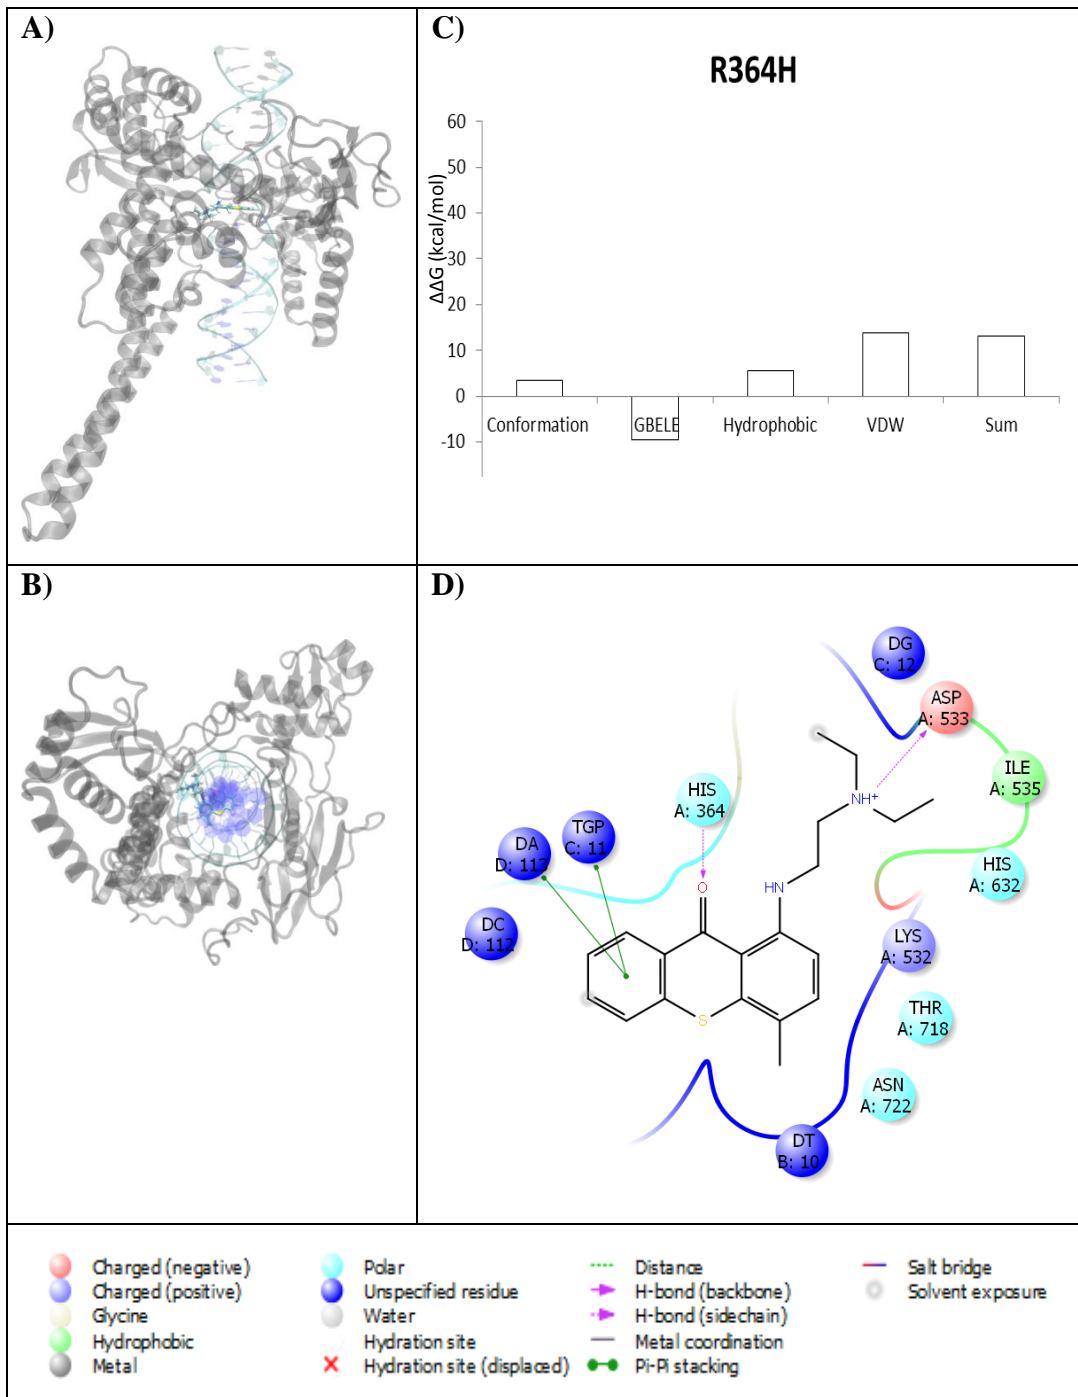 A)
C)
R364H
ΔΔG (kcal/mol)
60
50
40
30
20
10
0
-10
Conformation
GBELE
Hydrophobic
VDW
Sum
B)
D)
DG
C: 12
ASP
A: 533
ILE
A: 535
HIS
A: 364
NH+
TGP
C: 11
DA
D: 113
HIS
A: 632
O
HN
DC
D: 112
LYS
A: 532
S
THR
A: 718
ASN
A: 722
DT
B: 10
Charged (negative)
Charged (positive)
Glycine
Hydrophobic
Metal
Polar
Unspecified residue
Water
Hydration site
Hydration site (displaced)
Distance
H-bond (backbone)
H-bond (sidechain)
Metal coordination
Pi-Pi stacking
Salt bridge
Solvent exposure